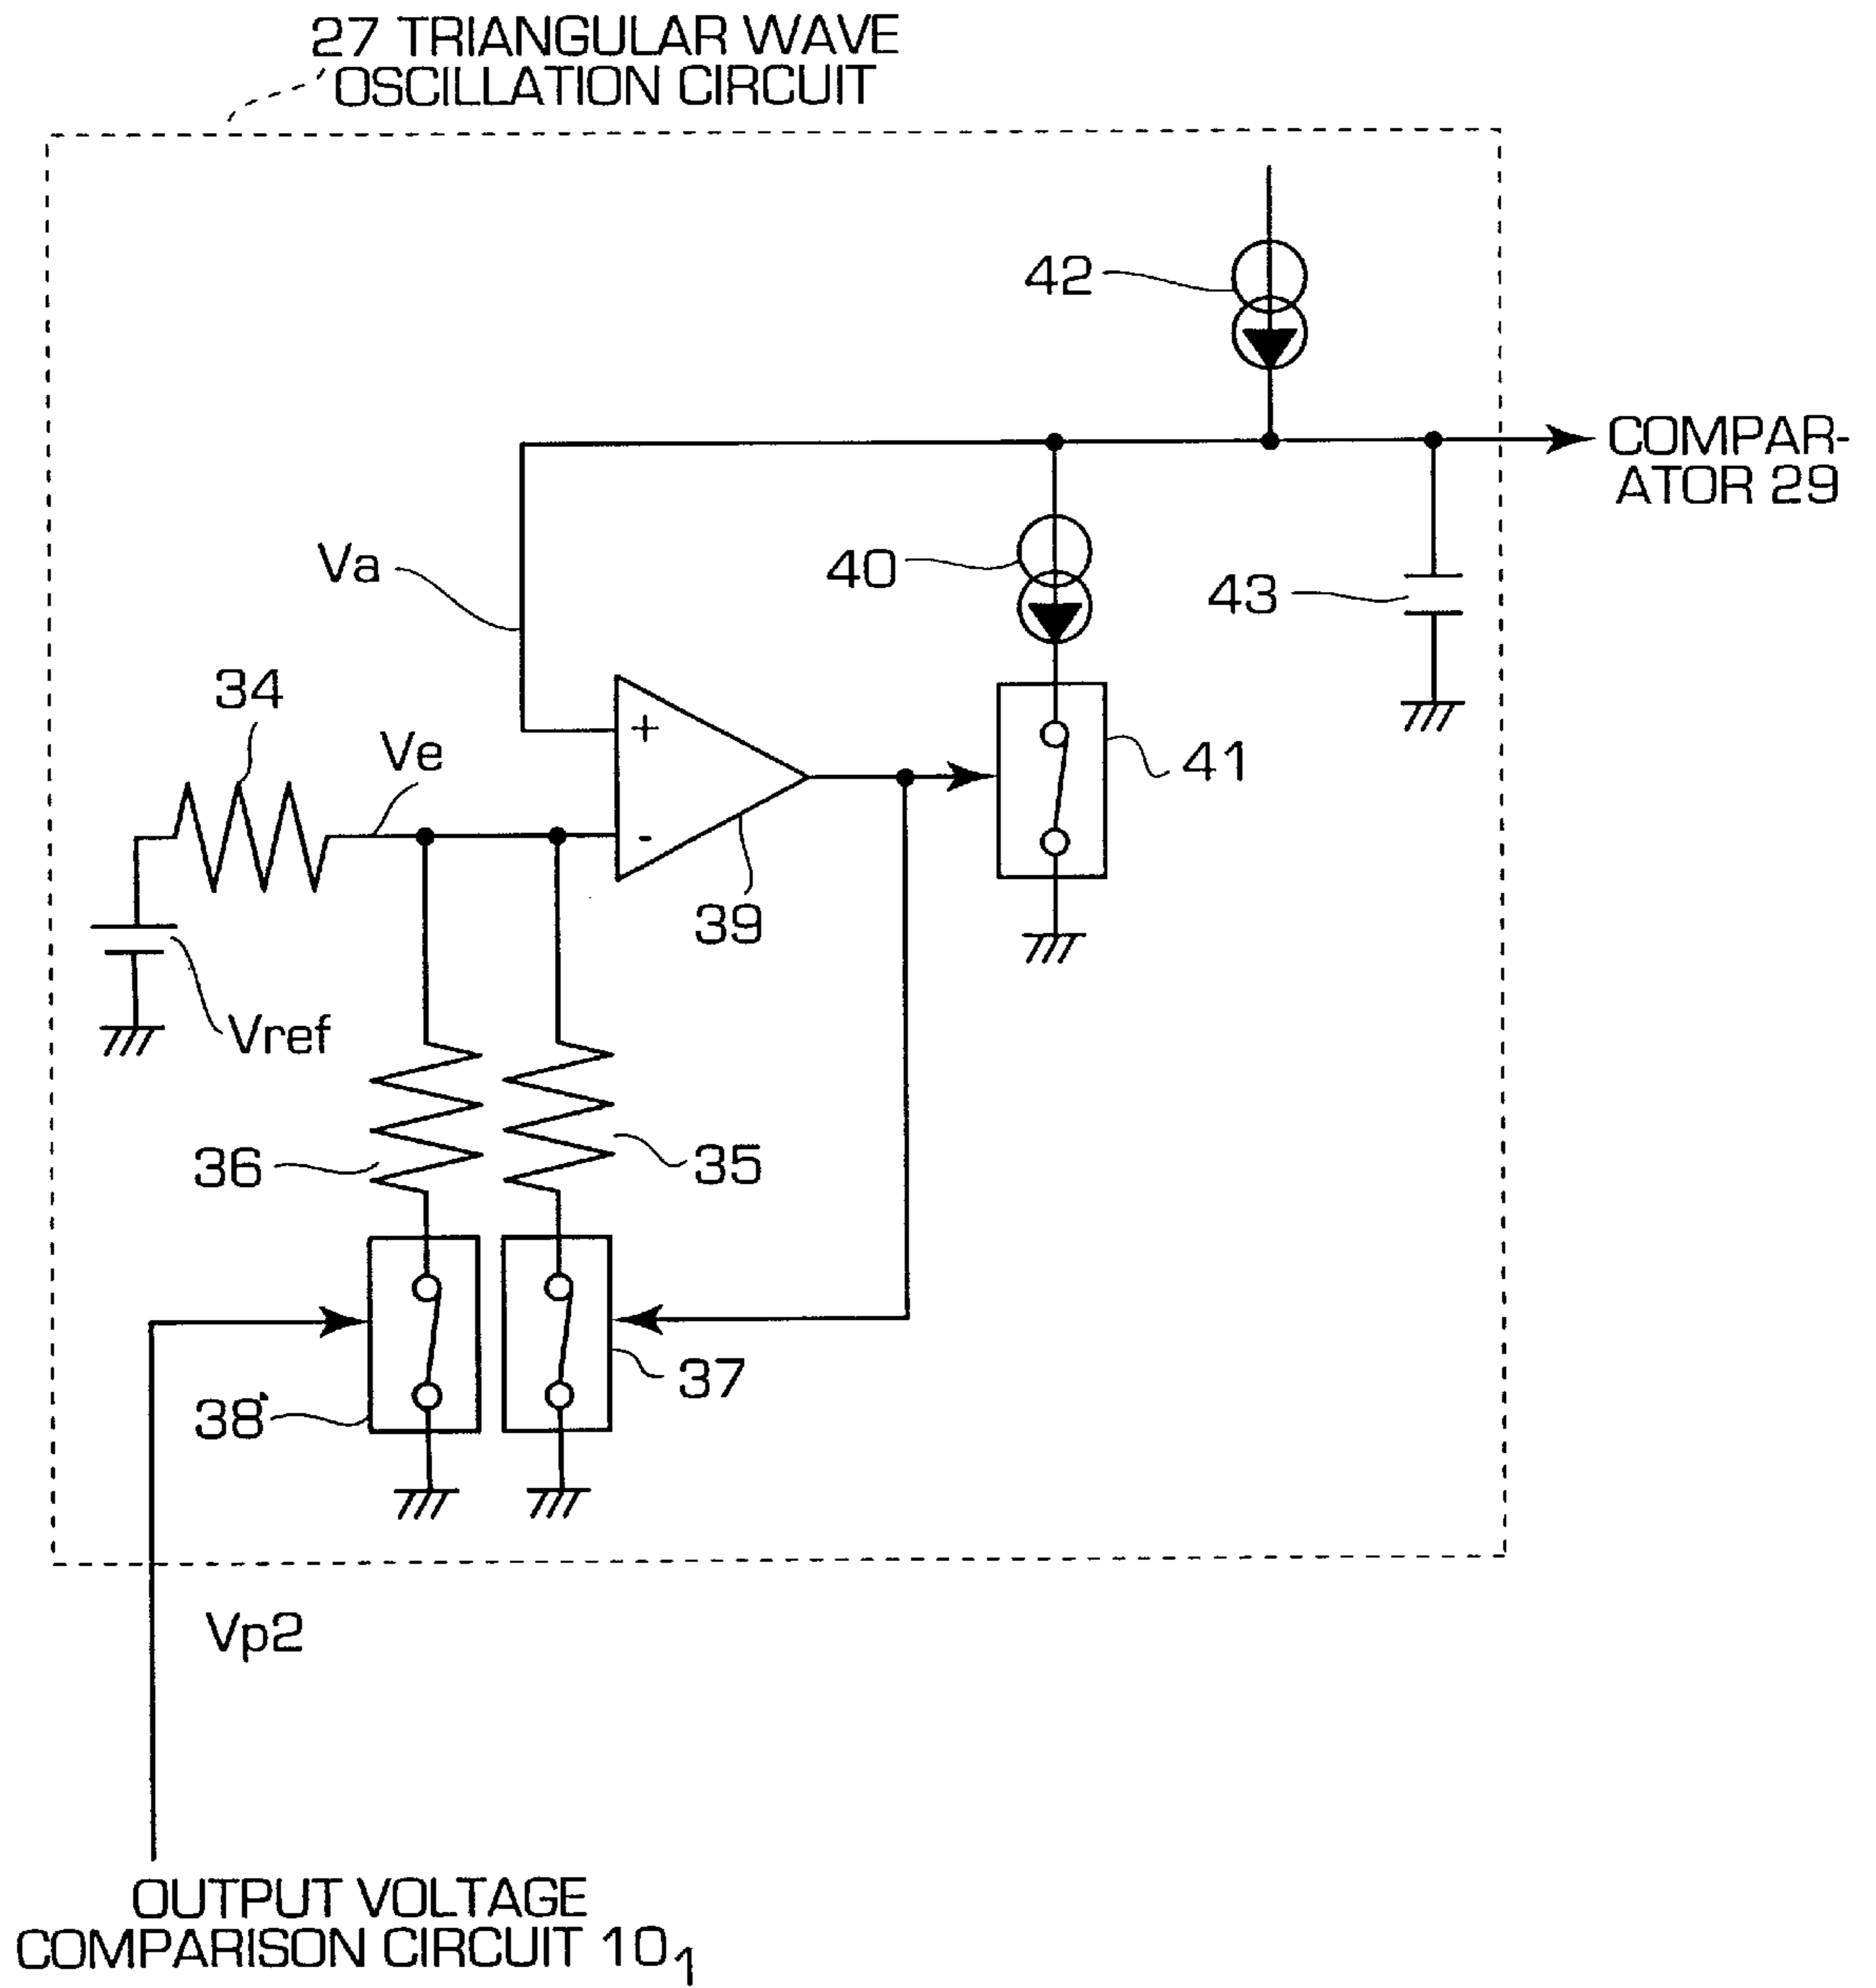 27 TRIANGULAR WAVE
OSCILLATION CIRCUIT
42
COMPAR-
ATOR 29
Va
40
43
34
Ve
+
41
-
39
Vref
36
35
37
38'
Vp2
OUTPUT VOLTAGE
COMPARISON CIRCUIT 10₁